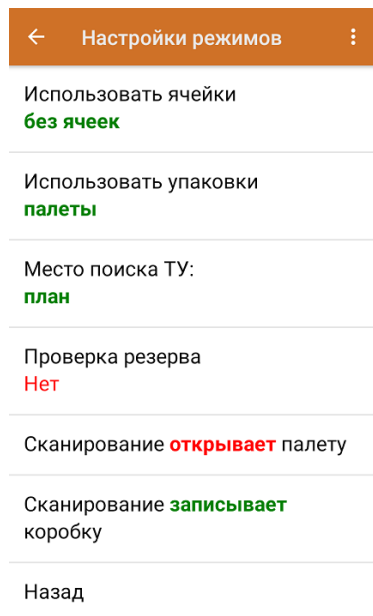 Настройки режимов
Использовать ячейки
без ячеек
Использовать упаковки
палеты
Место поиска ТУ:
план
Проверка резерва
Нет
Сканирование открывает палету
Сканирование записывает
коробку
Назад